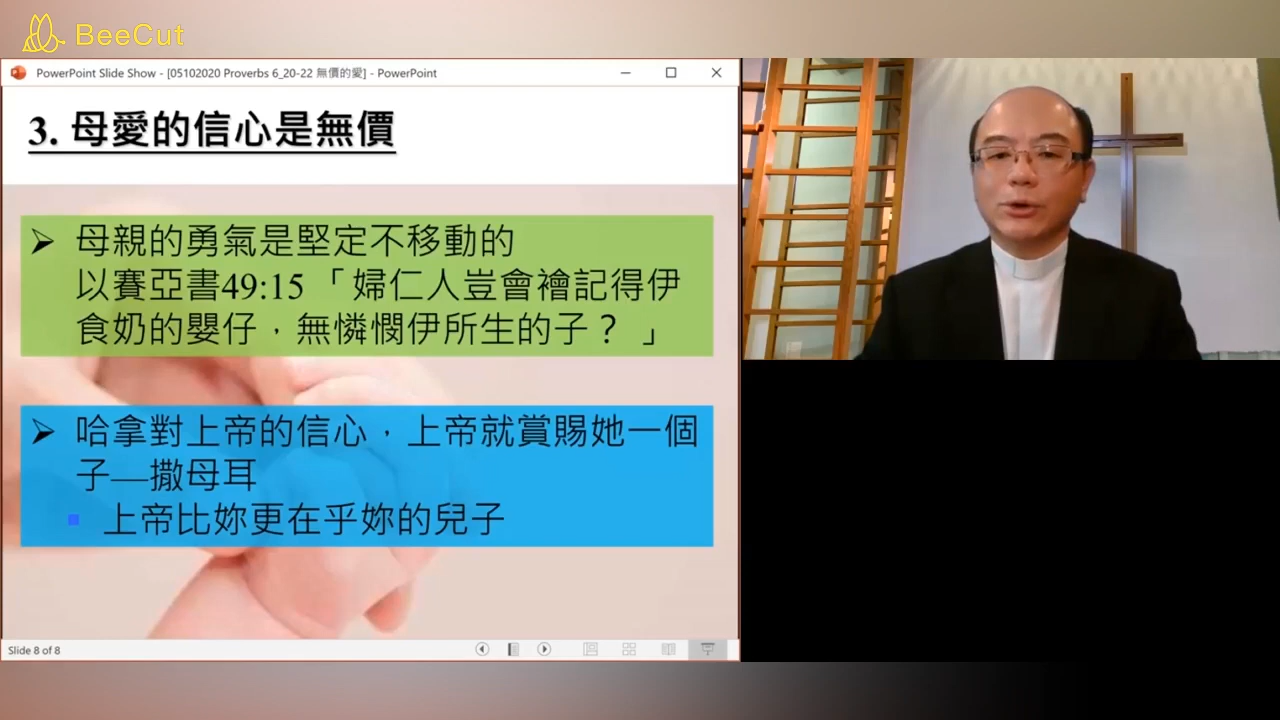 BeeCut
PowerPoint Slide Show - [05102020 Proverbs 6_20-22 無價的愛] - PowerPoint
3. 母愛的信心是無價
母親的勇氣是堅定不移動的
以賽亞書49:15 「婦仁人豈會襘記得伊
食奶的嬰仔，無憐憫伊所生的子？ 」
哈拿對上帝的信心，上帝就賞賜她一個
子—撒母耳
上帝比妳更在乎妳的兒子
Slide 8 of 8